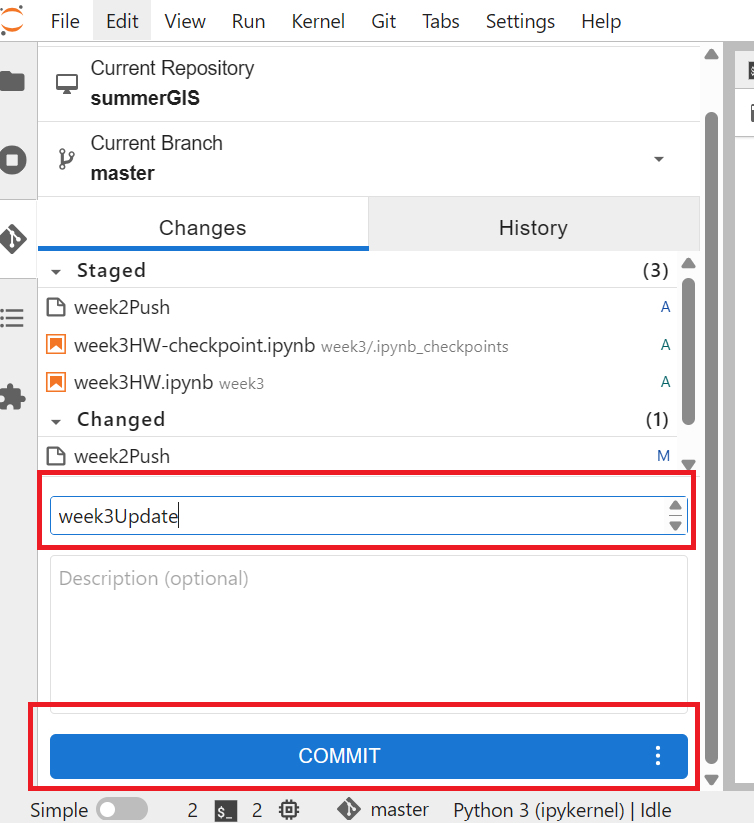 File Edit View Run Kernel Git Tabs Settings Help
Current Repository
summerGIS
Current Branch
master
Changes History
Staged (3)
week2Push A
week3HW-checkpoint.ipynb week3/.ipynb_checkpoints A
week3HW.ipynb week3 A
Changed (1)
week2Push M
week3Update
Description (optional)
COMMIT
Simple 2 $_ 2 master Python 3 (ipykernel) | Idle